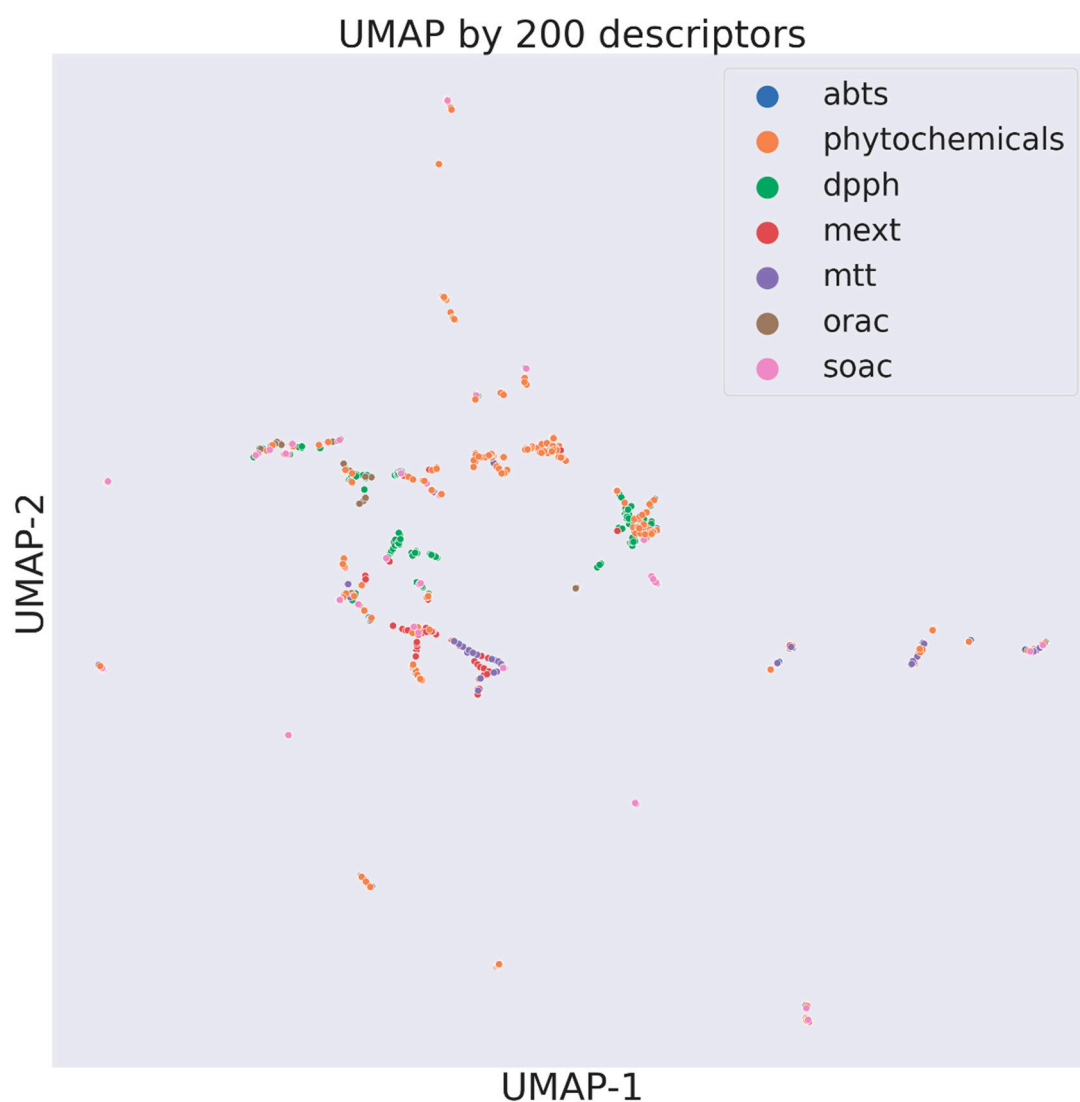 UMAP by 200 descriptors
abts
phytochemicals
dpph
mext
mtt
orac
soac
UMAP-2
UMAP-1